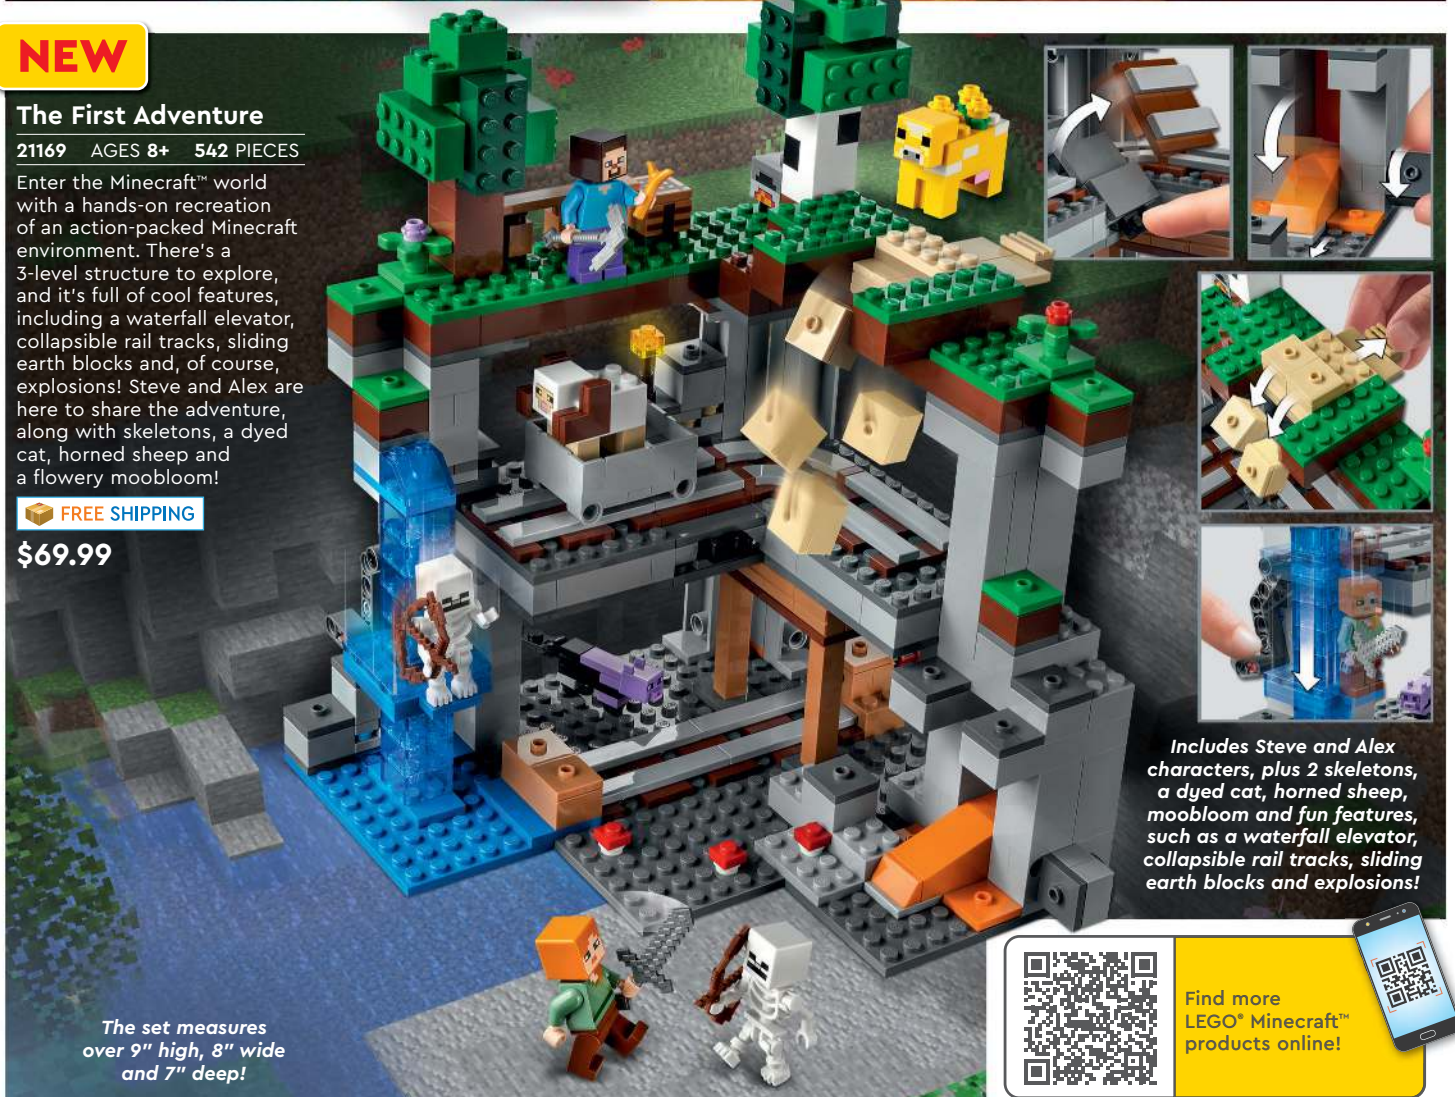 NEW
The First Adventure
21169 AGES 8+ 542 PIECES
Enter the Minecraft™ world
with a hands-on recreation
of an action-packed Minecraft
environment. There's a
3-level structure to explore,
and it's full of cool features,
including a waterfall elevator,
collapsible rail tracks, sliding
earth blocks and, of course,
explosions! Steve and Alex are
here to share the adventure,
along with skeletons, a dyed
cat, horned sheep and
a flowery moobloom!
FREE SHIPPING
$69.99
Includes Steve and Alex
characters, plus 2 skeletons,
a dyed cat, horned sheep,
moobloom and fun features,
such as a waterfall elevator,
collapsible rail tracks, sliding
earth blocks and explosions!
The set measures
over 9″ high, 8″ wide
and 7″ deep!
Find more
LEGO® Minecraft™
products online!